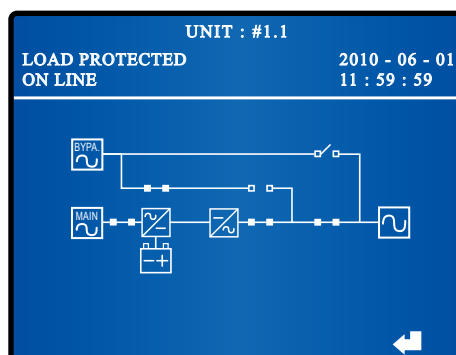 UNIT : #1.1
LOAD PROTECTED
2010 - 06 - 01
ON LINE
11 : 59 : 59
BYPA.
MAIN